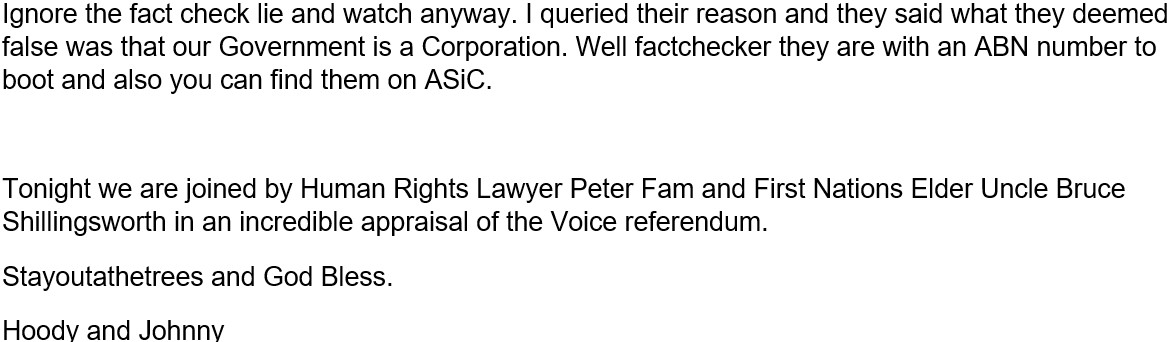 Ignore the fact check lie and watch anyway. I queried their reason and they said what they deemed
false was that our Government is a Corporation. Well factchecker they are with an ABN number to
boot and also you can find them on ASiC.
Tonight we are joined by Human Rights Lawyer Peter Fam and First Nations Elder Uncle Bruce
Shillingsworth in an incredible appraisal of the Voice referendum.
Stayoutathetrees and God Bless.
Hoody and Johnny